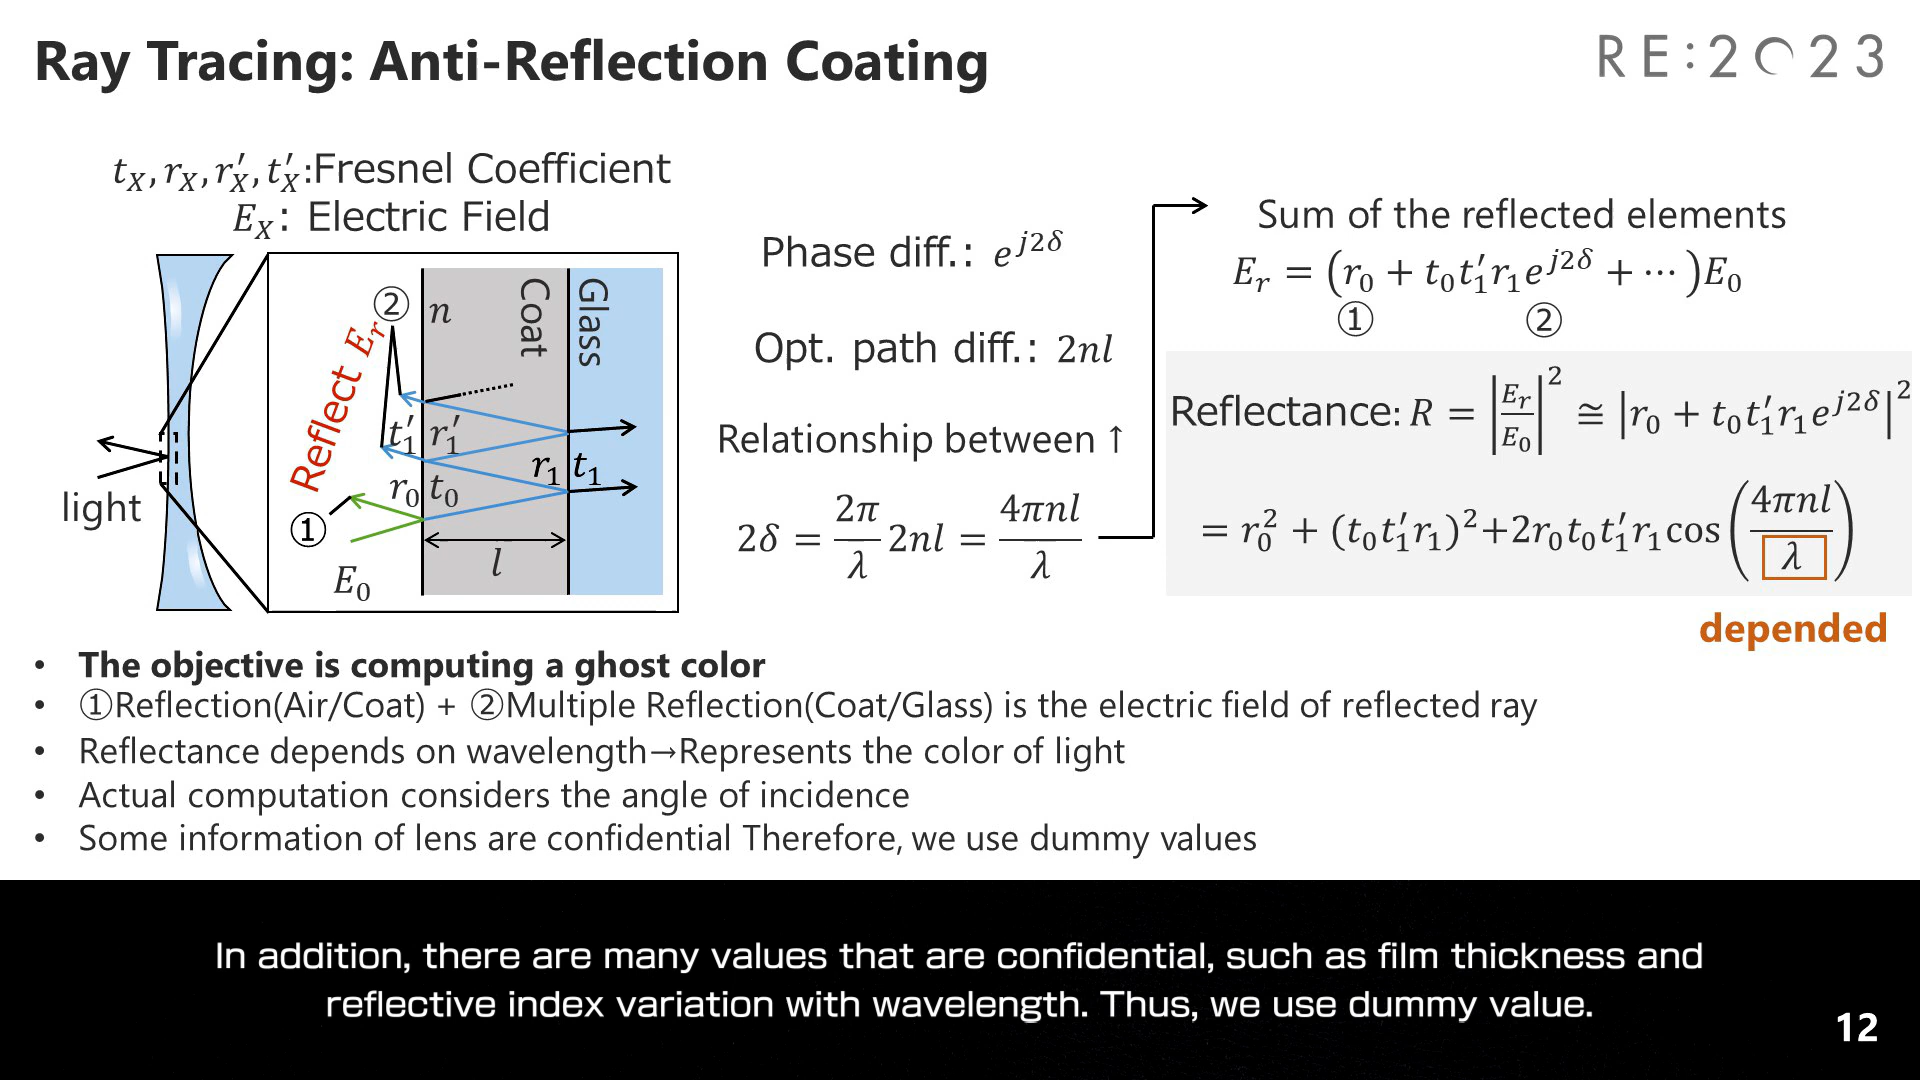 Ray Tracing: Anti-Reflection Coating
RE:2023
t_X, r_X, r'_X, t'_X:Fresnel Coefficient
E_X: Electric Field
light
① ②
Reflect E_r
n
Coat
Glass
t'_1 r'_1
r_1 t_1
r_0 t_0
l
E_0
Phase diff.: e^{j2δ}
Opt. path diff.: 2nl
Relationship between ↑
2δ = \frac{2π}{λ} 2nl = \frac{4πnl}{λ}
Sum of the reflected elements
E_r = (r_0 + t_0t'_1r_1e^{j2δ} + ⋯)E_0
① ②
Reflectance: R = |\frac{E_r}{E_0}|^2 ≅ |r_0 + t_0t'_1r_1e^{j2δ}|^2
= r_0^2 + (t_0t'_1r_1)^2+2r_0t_0t'_1r_1cos(\frac{4πnl}{λ})
depended
• The objective is computing a ghost color
• ①Reflection(Air/Coat) + ②Multiple Reflection(Coat/Glass) is the electric field of reflected ray
• Reflectance depends on wavelength→Represents the color of light
• Actual computation considers the angle of incidence
• Some information of lens are confidential Therefore, we use dummy values
In addition, there are many values that are confidential, such as film thickness and
reflective index variation with wavelength. Thus, we use dummy value.
12